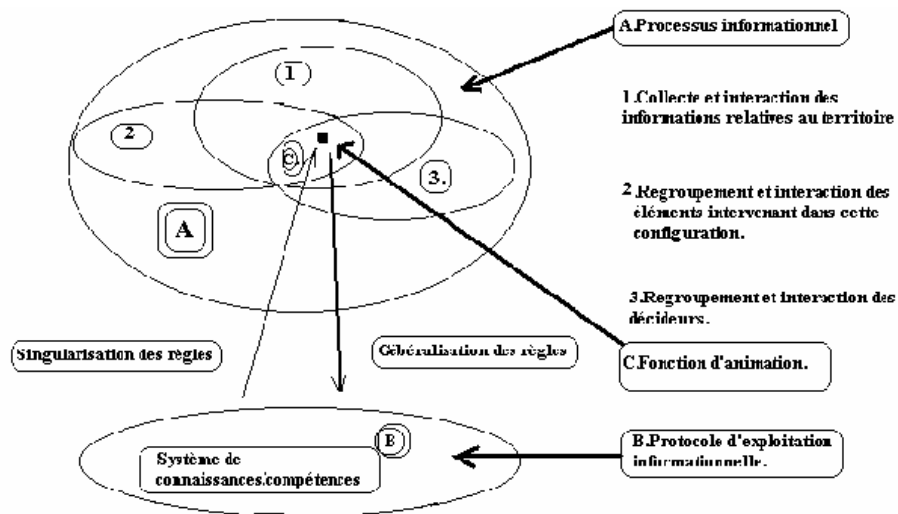 A.Processus informationnel
1
1.Collecte et interaction des
informations relatives au territoire
2
C.
3.
2.Regroupement et interaction des
éléments intervenant dans cette
configuration.
A
3.Regroupement et interaction des
décideurs.
Singularisation des règles
Gébéralisation des règles
C.Fonction d'animation.
B
B.Protocole d'exploitation
informationnelle.
Système de
connaissances/compétences